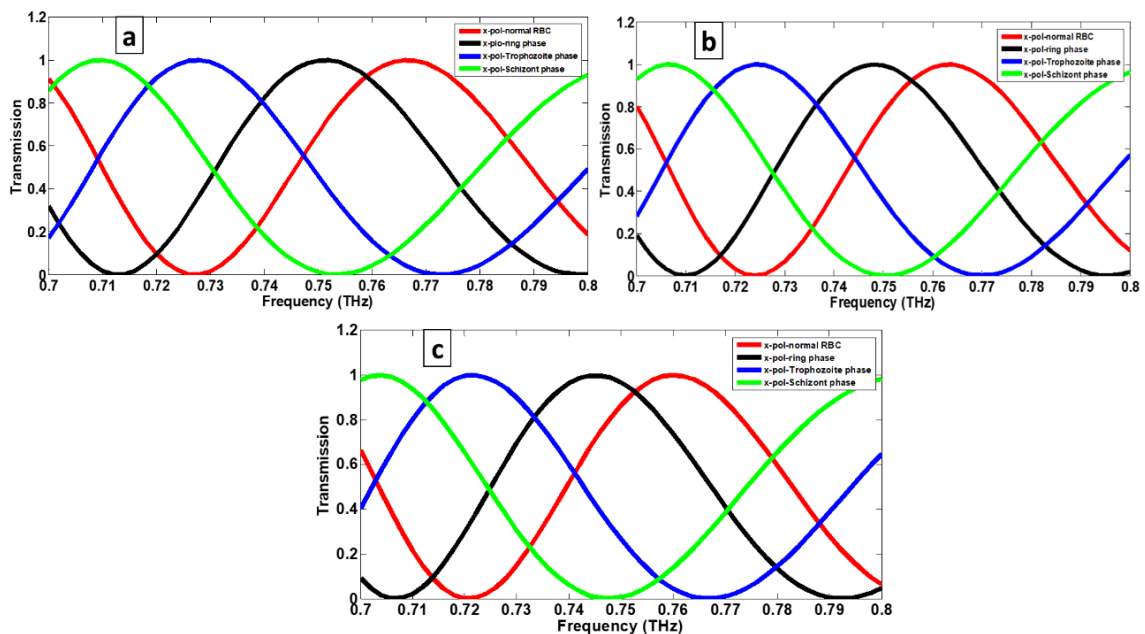 a
x-pol-normal RBC
x-plo-ring phase
x-pol-Trophozoite phase
x-pol-Schizont phase
Transmission
1.2
1
0.8
0.6
0.4
0.2
0
0.7 0.71 0.72 0.73 0.74 0.75 0.76 0.77 0.78 0.79 0.8
Frequency (THz)
b
x-pol-normal RBC
x-pol-ring phase
x-pol-Trophozoite phase
x-pol-Schizont phase
Transmission
1.2
1
0.8
0.6
0.4
0.2
0
0.7 0.71 0.72 0.73 0.74 0.75 0.76 0.77 0.78 0.79 0.8
Frequency (THz)
c
x-pol-normal RBC
x-pol-ring phase
x-pol-Trophozoite phase
x-pol-Schizont phase
Transmission
1.2
1
0.8
0.6
0.4
0.2
0
0.7 0.71 0.72 0.73 0.74 0.75 0.76 0.77 0.78 0.79 0.8
Frequency (THz)